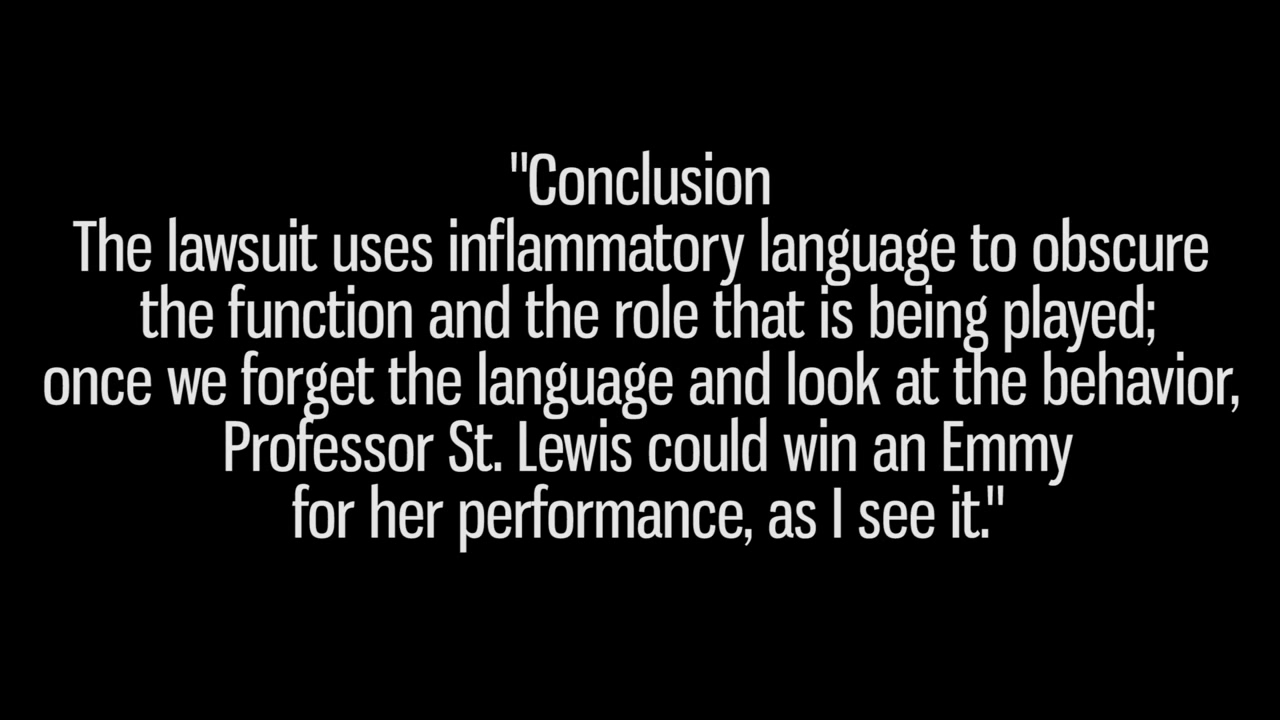 "Conclusion
The lawsuit uses inflammatory language to obscure
the function and the role that is being played;
once we forget the language and look at the behavior,
Professor St. Lewis could win an Emmy
for her performance, as I see it."